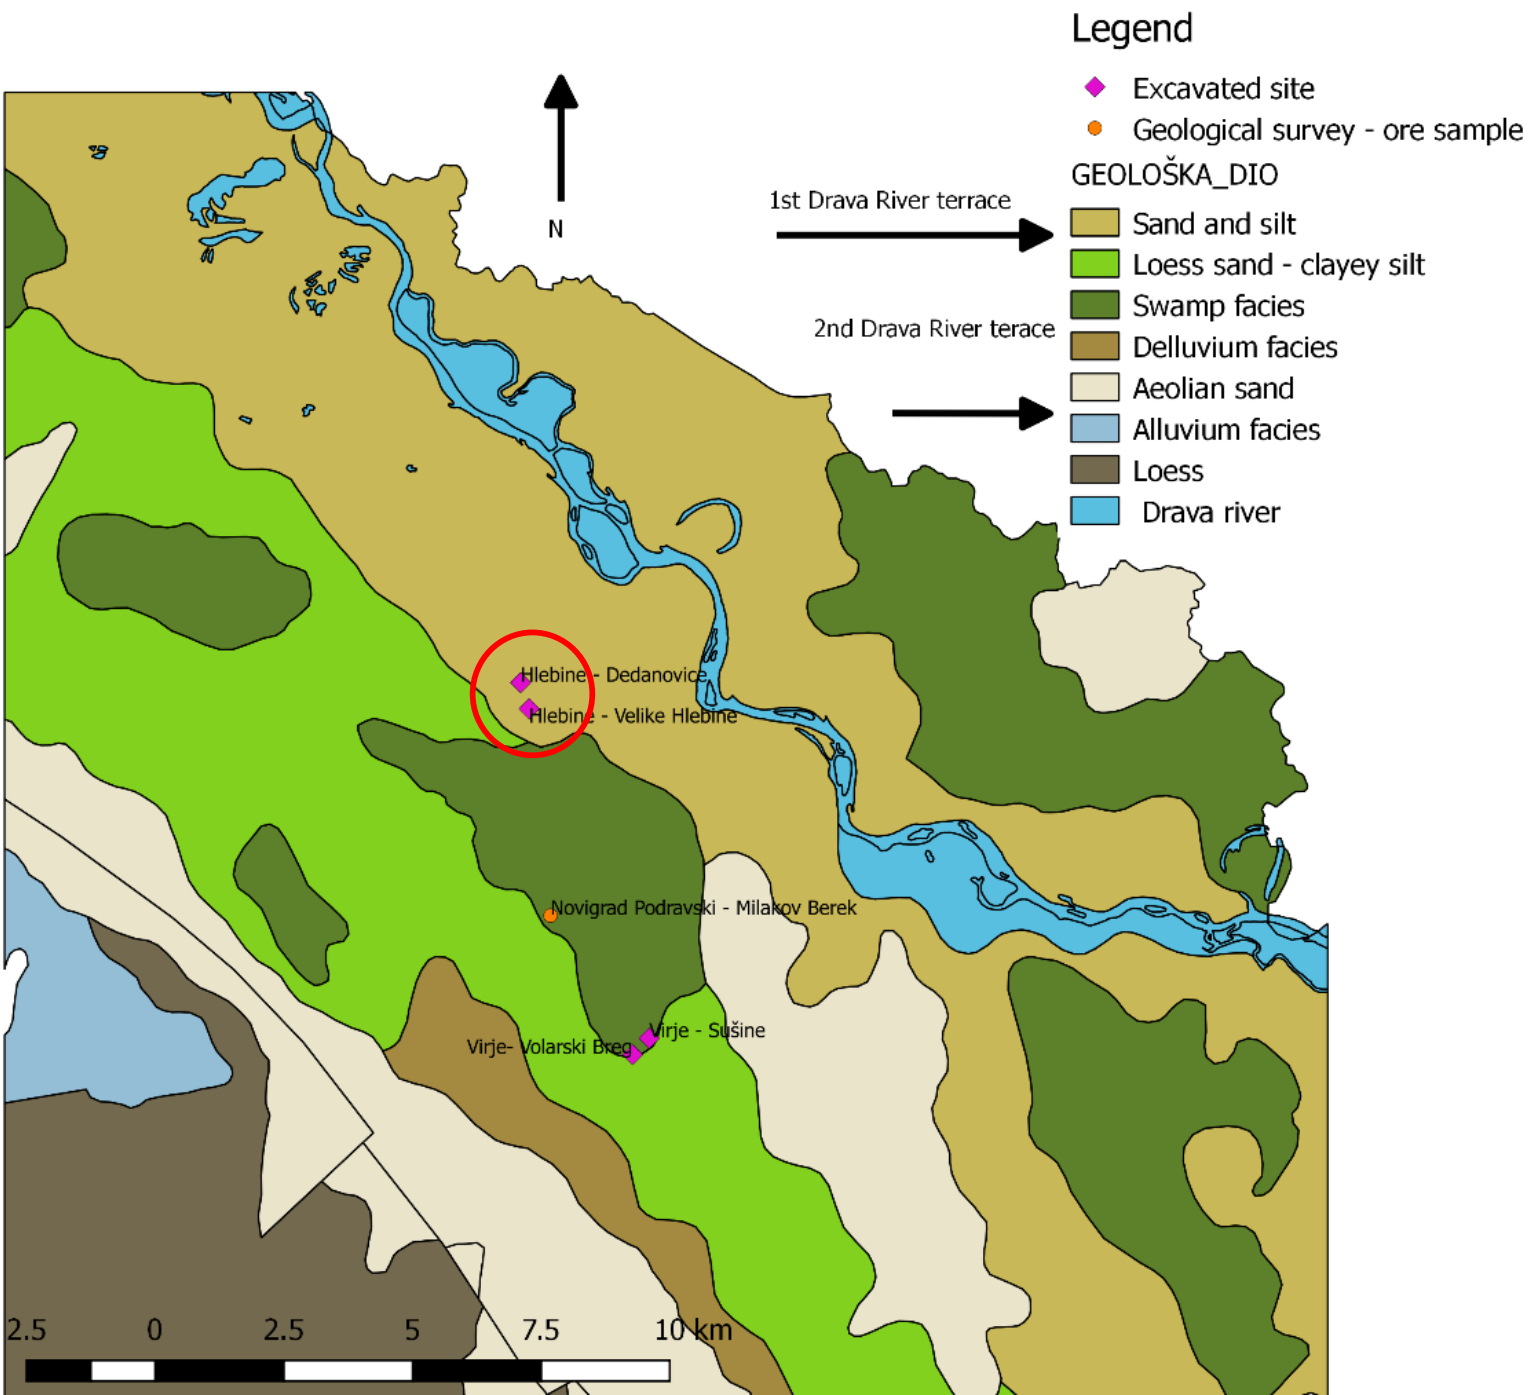 Legend
Excavated site
Geological survey - ore sample
GEOLOŠKA_DIO
1st Drava River terrace
Sand and silt
Loess sand - clayey silt
Swamp facies
2nd Drava River terace
Delluvium facies
Aeolian sand
Alluvium facies
Loess
Drava river
N
Hlebine - Dedanovice
Hlebine - Velike Hlebine
Novigrad Podravski - Milakov Berek
Virje - Sušine
Virje- Volarski Breg
2.5 0 2.5 5 7.5 10 km